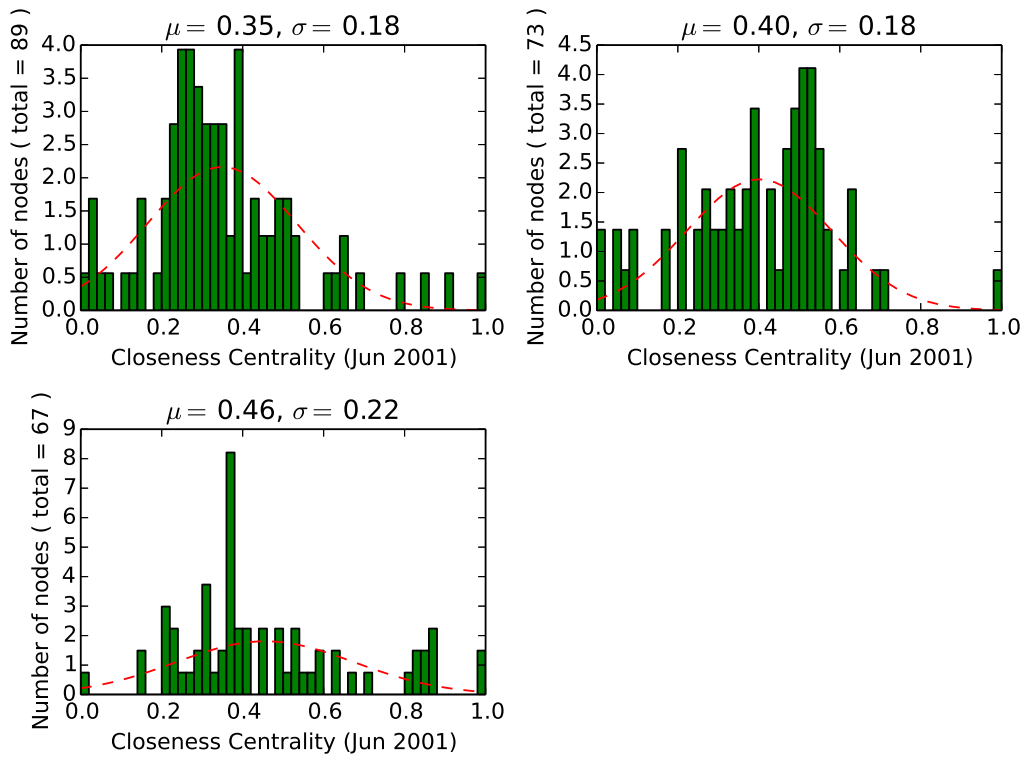 μ = 0.35, σ = 0.18
Number of nodes ( total = 89 )
4.0
3.5
3.0
2.5
2.0
1.5
1.0
0.5
0.0
0.0 0.2 0.4 0.6 0.8 1.0
Closeness Centrality (Jun 2001)
μ = 0.40, σ = 0.18
Number of nodes ( total = 73 )
4.5
4.0
3.5
3.0
2.5
2.0
1.5
1.0
0.5
0.0
0.0 0.2 0.4 0.6 0.8 1.0
Closeness Centrality (Jun 2001)
μ = 0.46, σ = 0.22
Number of nodes ( total = 67 )
9
8
7
6
5
4
3
2
1
0
0.0 0.2 0.4 0.6 0.8 1.0
Closeness Centrality (Jun 2001)